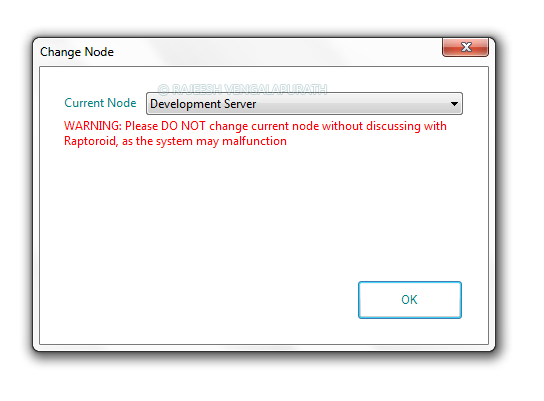 Change Node
© RAJEESH VENGALAPURATH
Current Node Development Server
WARNING: Please DO NOT change current node without discussing with
Raptoroid, as the system may malfunction
OK